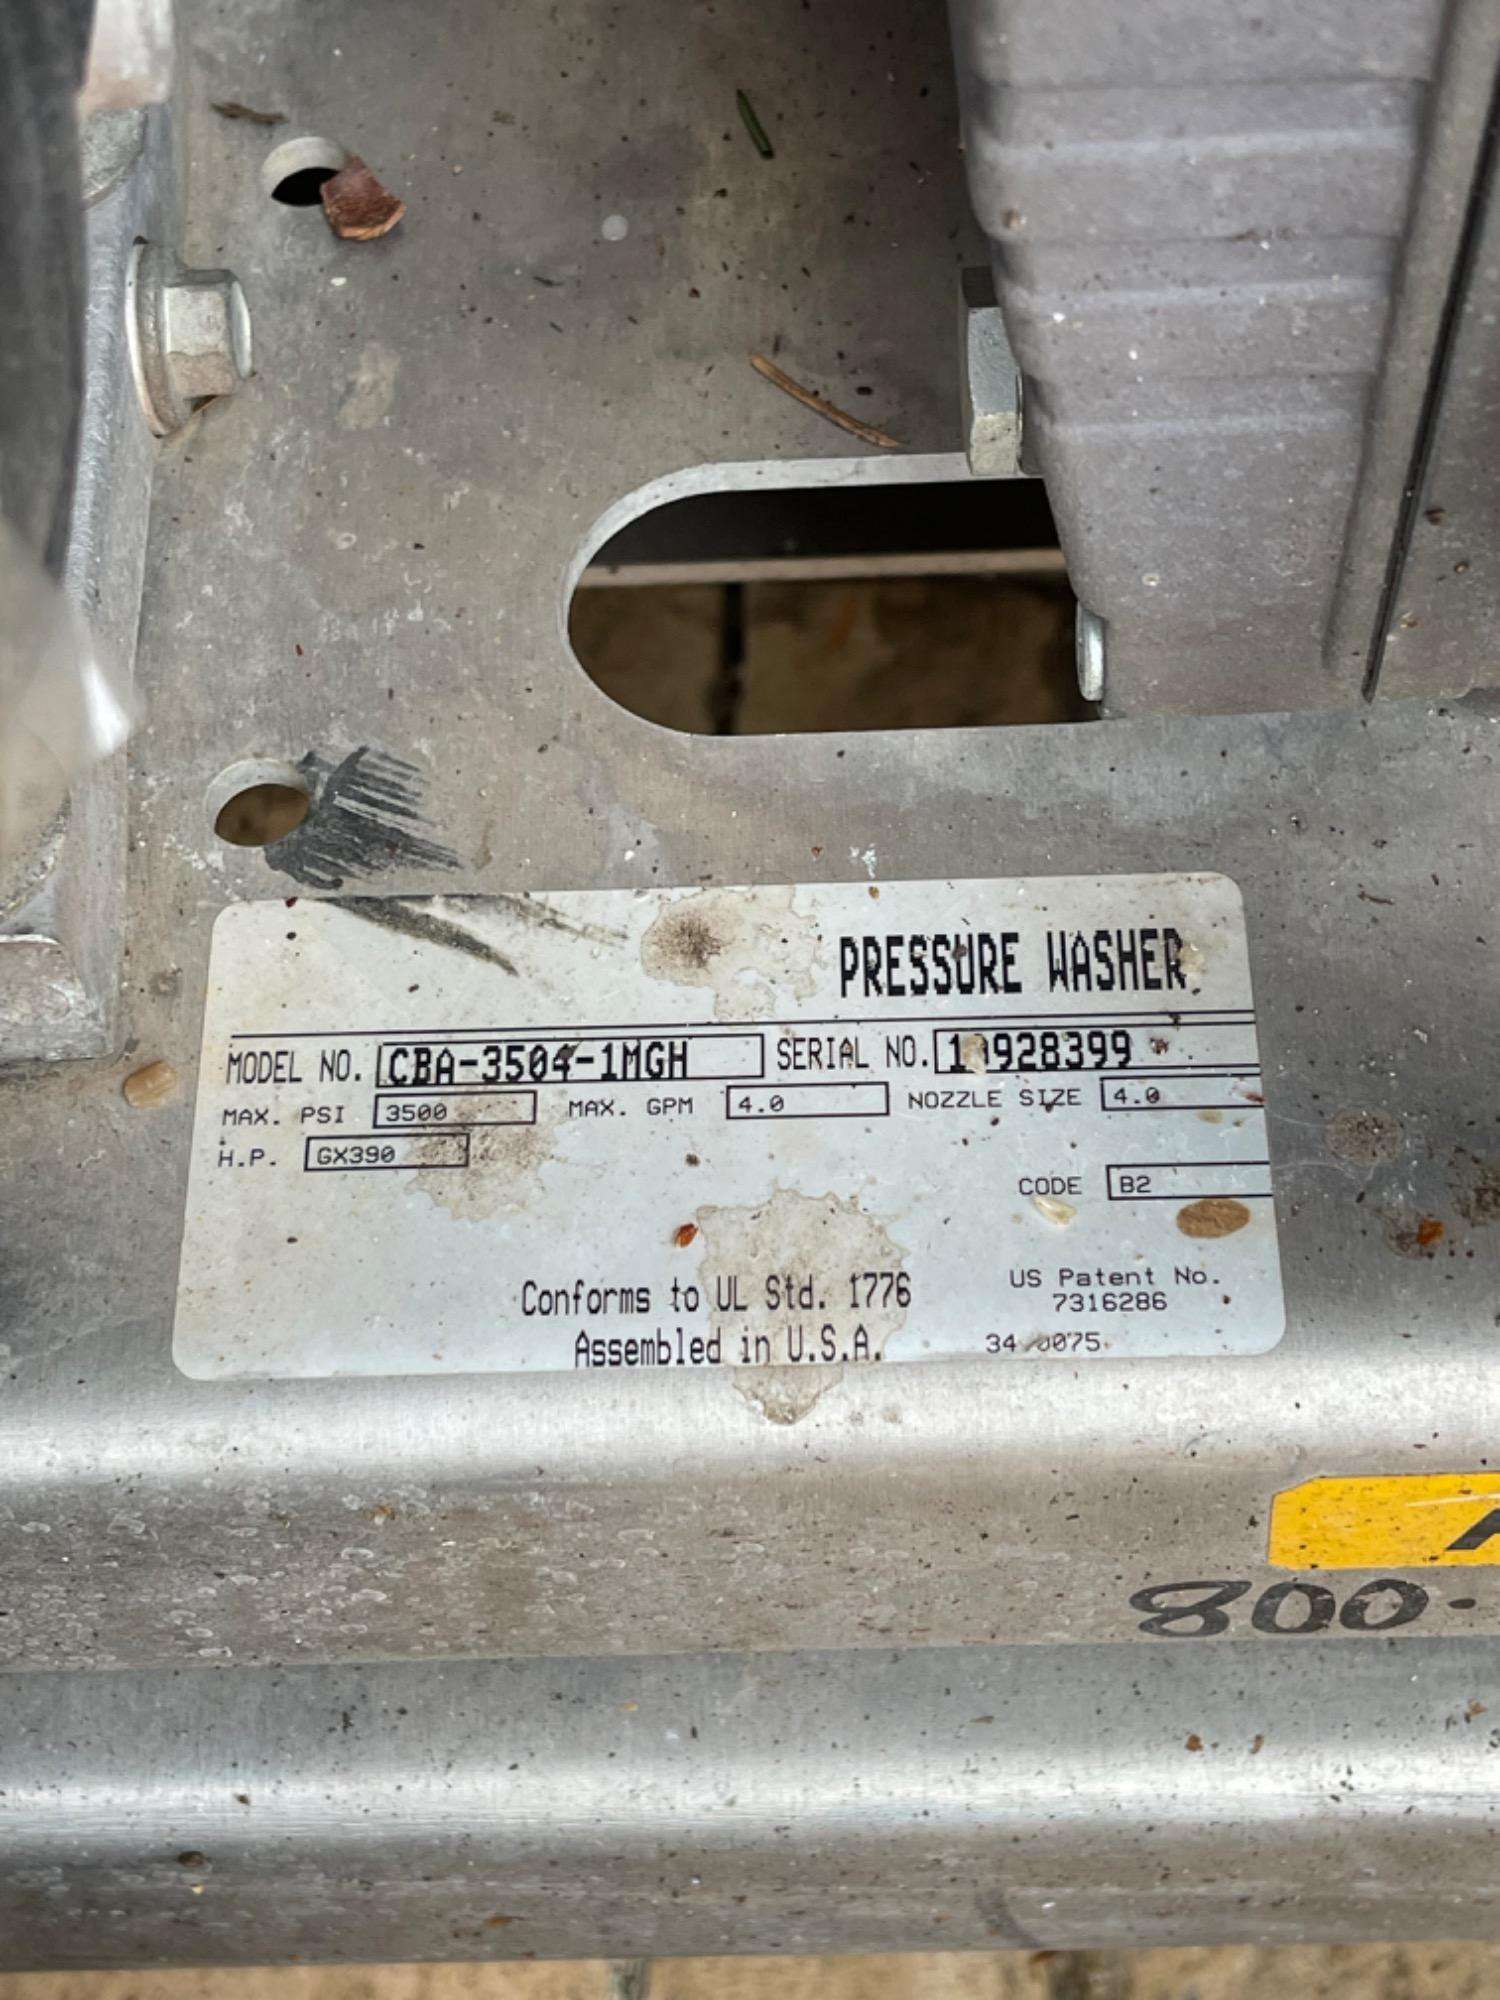 PRESSURE WASHER
MODEL NO. CBA-3504-1MGH SERIAL NO.
MAX. PSI 3500 MAX. GPM 4.0 NOZZLE SIZE 4.0
H.P. GX390
CODE B2
Conforms to UL Std. 1776
US Patent No.
7316286
Assembled in U.S.A.
800-